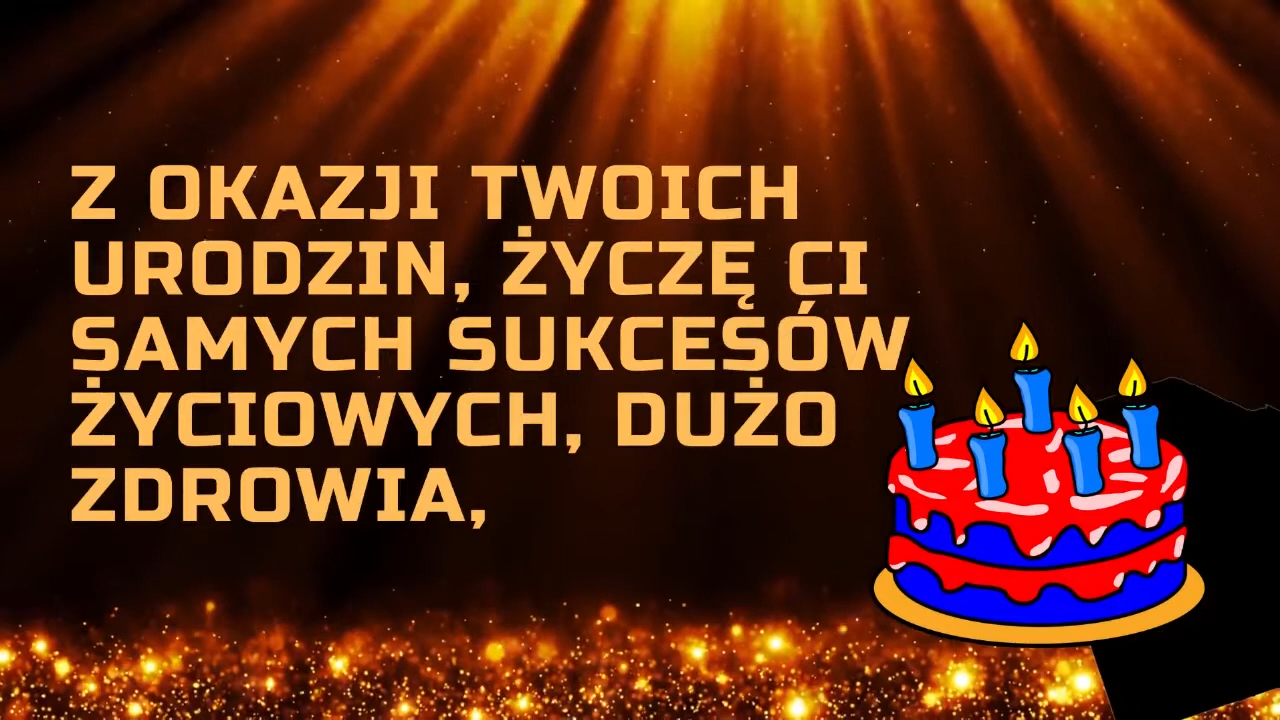 Z OKAZJI TWOICH
URODZIN, ŻYCZĘ CI
SAMYCH SUKCESÓW
ŻYCIOWYCH, DUŻO
ZDROWIA,